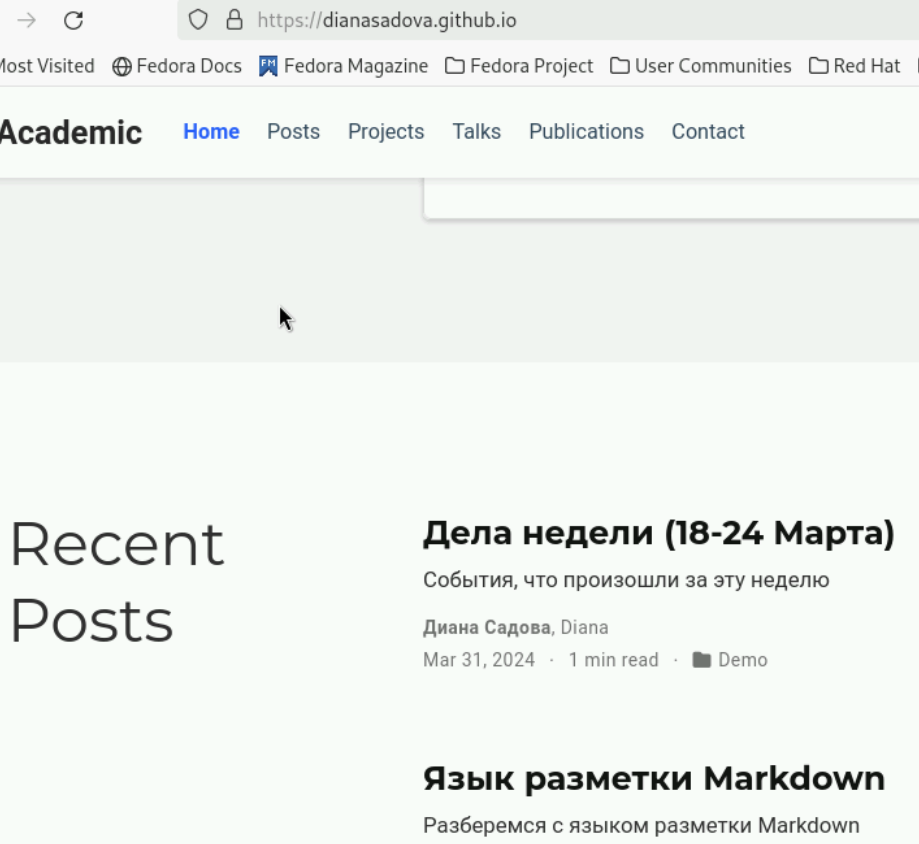 https://dianasadova.github.io
Most Visited Fedora Docs FM Fedora Magazine Fedora Project User Communities Red Hat
Academic Home Posts Projects Talks Publications Contact
Recent
Posts
Дела недели (18-24 Марта)
События, что произошли за эту неделю
Диана Садова, Diana
Mar 31, 2024 · 1 min read · Demo
Язык разметки Markdown
Разберемся с языком разметки Markdown